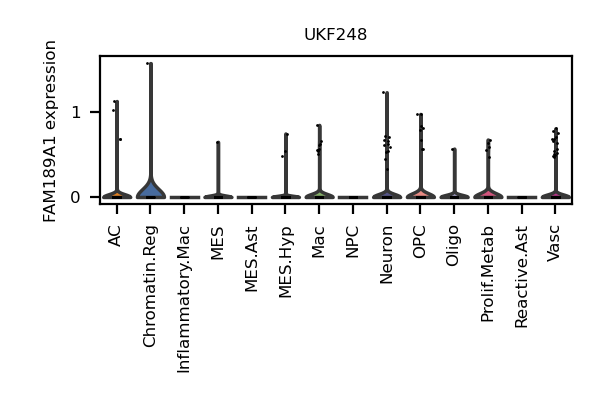 UKF248
FAM189A1 expression
1
0
AC
Chromatin.Reg
Inflammatory.Mac
MES
MES.Ast
MES.Hyp
Mac
NPC
Neuron
OPC
Oligo
Prolif.Metab
Reactive.Ast
Vasc